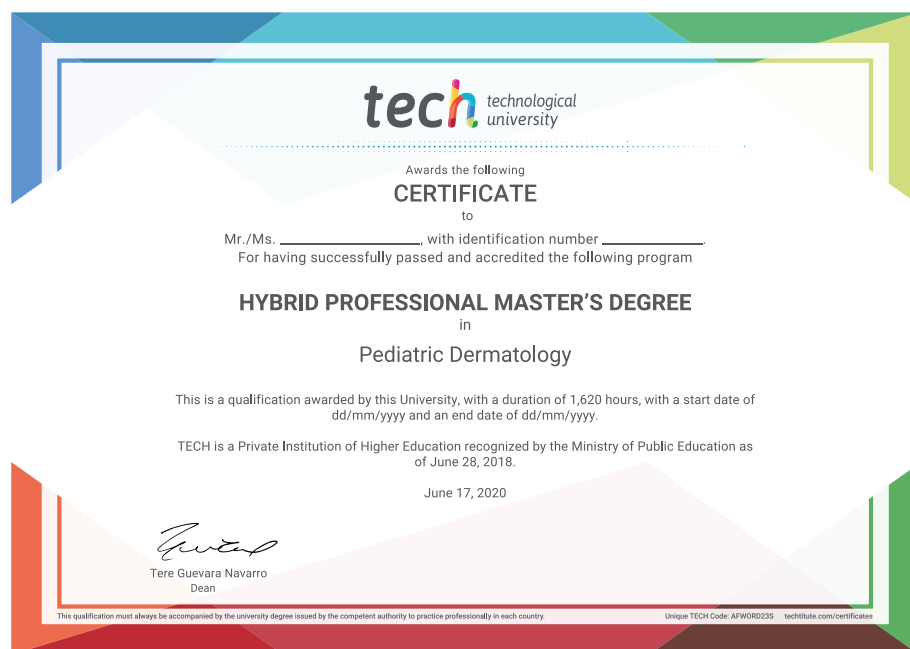 tech technological
university
Awards the following
CERTIFICATE
to
Mr./Ms. ____________________, with identification number ______________.
For having successfully passed and accredited the following program
HYBRID PROFESSIONAL MASTER'S DEGREE
in
Pediatric Dermatology
This is a qualification awarded by this University, with a duration of 1,620 hours, with a start date of
dd/mm/yyyy and an end date of dd/mm/yyyy.
TECH is a Private Institution of Higher Education recognized by the Ministry of Public Education as
of June 28, 2018.
June 17, 2020
Tere Guevara Navarro
Dean
This qualification must always be accompanied by the university degree issued by the competent authority to practice professionally in each country.
Unique TECH Code: AFWORD23S techtitute.com/certificates